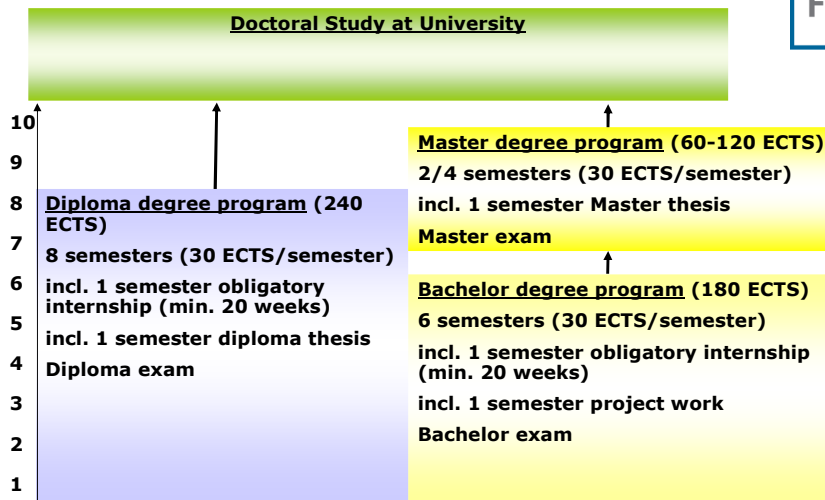 Doctoral Study at University
F
10
9
8
7
6
5
4
3
2
1
Diploma degree program (240
ECTS)
8 semesters (30 ECTS/semester)
incl. 1 semester obligatory
internship (min. 20 weeks)
incl. 1 semester diploma thesis
Diploma exam
Master degree program (60-120 ECTS)
2/4 semesters (30 ECTS/semester)
incl. 1 semester Master thesis
Master exam
Bachelor degree program (180 ECTS)
6 semesters (30 ECTS/semester)
incl. 1 semester obligatory internship
(min. 20 weeks)
incl. 1 semester project work
Bachelor exam